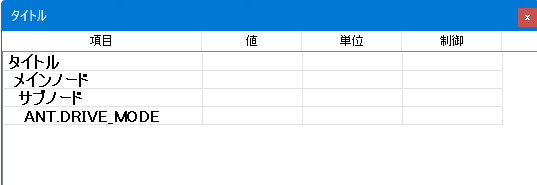 タイトル
項目 値 単位 制御
タイトル
メインノード
サブノード
ANT.DRIVE_MODE